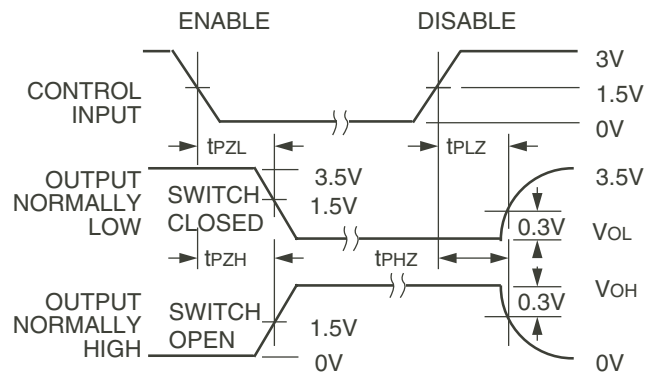 ENABLE DISABLE
3V
CONTROL INPUT
1.5V
0V
tPZL tPLZ
OUTPUT NORMALLY LOW
SWITCH CLOSED
3.5V
1.5V
3.5V
0.3V
VOL
tPZH tPHZ
OUTPUT NORMALLY HIGH
SWITCH OPEN
1.5V
0V
VOH
0.3V
0V